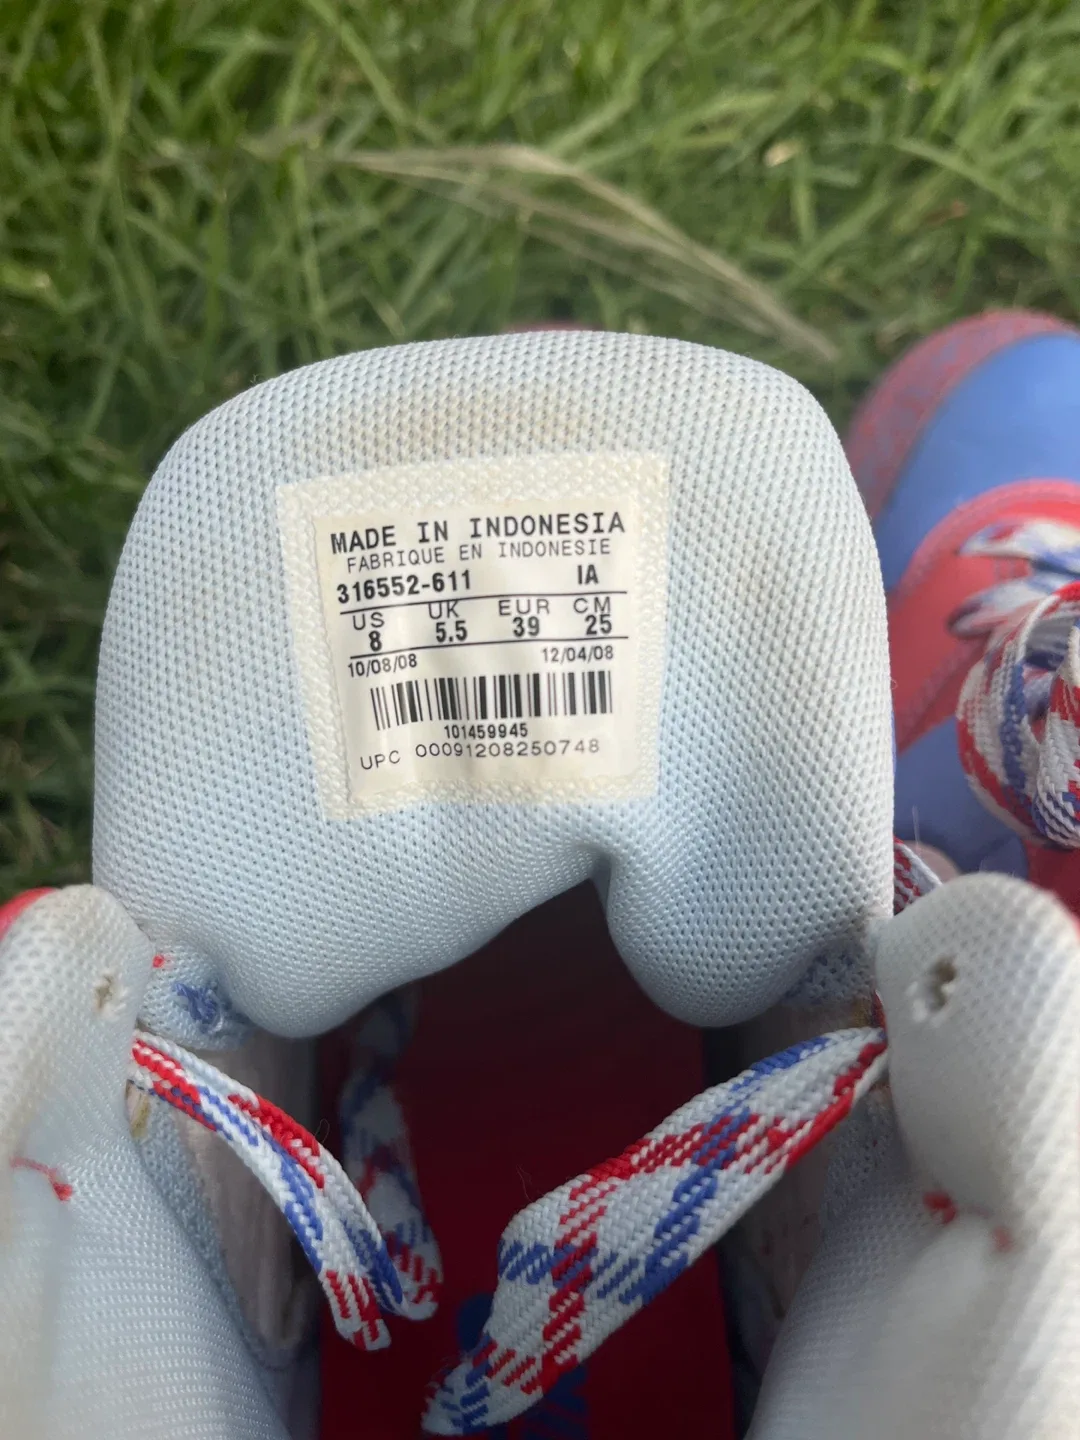 MADE IN INDONESIA
FABRIQUE EN INDONESIE
316552-611 IA
US UK EUR CM
8 5.5 39 25
10/08/08 12/04/08
101459945
UPC 00091208250748